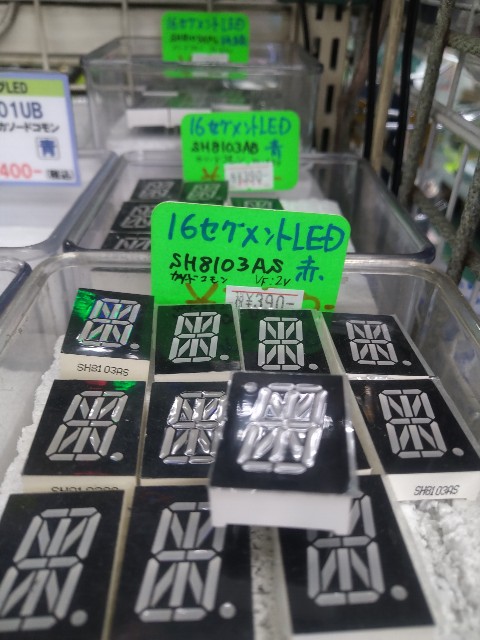 16セグメントLED
16セグメントLED
SH8103AB 青
¥390-
LED
01UB
カソードコモン
青
400-
(税込)
16セグメントLED
SH8103AS 赤
カソードコモン VF:2V
¥390-
SH8103AS
SH8103AS